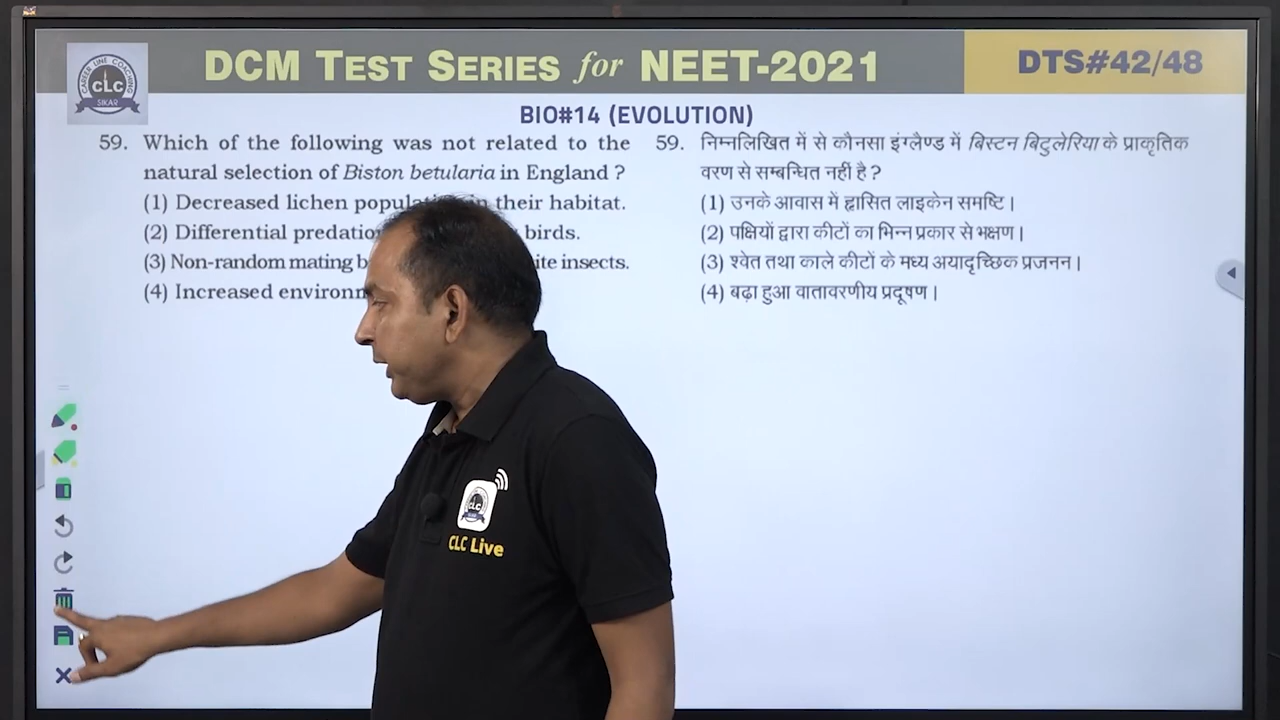 DCM TEST SERIES for NEET-2021
DTS#42/48
CAREER LINE COACHING
CLC
SIKAR
BIO#14 (EVOLUTION)
59. Which of the following was not related to the
natural selection of Biston betularia in England ?
(1) Decreased lichen in their habitat.
(2) Differential birds.
(3) Non-random mating insects.
(4) Increased
59. निम्नलिखित में से कौनसा इंग्लैण्ड में बिस्टन बिटुलेरिया के प्राकृतिक
वरण से सम्बन्धित नहीं है ?
(1) उनके आवास में ह्रासित लाइकेन समष्टि।
(2) पक्षियों द्वारा कीटों का भिन्न प्रकार से भक्षण।
(3) श्वेत तथा काले कीटों के मध्य अयादृच्छिक प्रजनन।
(4) बढ़ा हुआ वातावरणीय प्रदूषण।
CLC
CLC Live